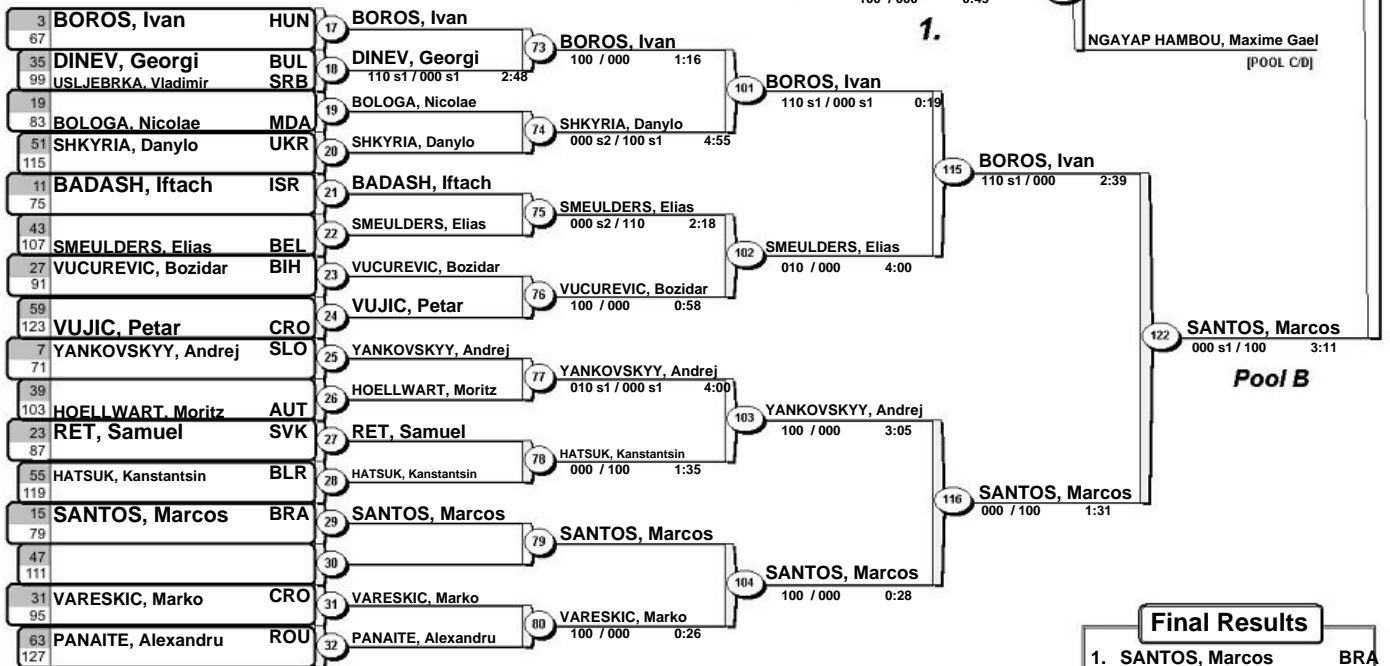 100 / 000 0:45
1.
NGAYAP HAMBOU, Maxime Gael
[POOL C/D]
3 BOROS, Ivan HUN
67
35 DINEV, Georgi BUL
99 USLJEBRKA, Vladimir SRB
19
83 BOLOGA, Nicolae MDA
51 SHKYRIA, Danylo UKR
115
11 BADASH, Iftach ISR
75
43
107 SMEULDERS, Elias BEL
27 VUCUREVIC, Bozidar BIH
91
59
123 VUJIC, Petar CRO
7 YANKOVSKYY, Andrej SLO
71
39
103 HOELLWART, Moritz AUT
23 RET, Samuel SVK
87
55 HATSUK, Kanstantsin BLR
119
15 SANTOS, Marcos BRA
79
47
111
31 VARESKIC, Marko CRO
95
63 PANAITE, Alexandru ROU
127
17 BOROS, Ivan
18 DINEV, Georgi
110 s1 / 000 s1 2:48
19 BOLOGA, Nicolae
20 SHKYRIA, Danylo
21 BADASH, Iftach
22 SMEULDERS, Elias
23 VUCUREVIC, Bozidar
24 VUJIC, Petar
25 YANKOVSKYY, Andrej
26 HOELLWART, Moritz
27 RET, Samuel
28 HATSUK, Kanstantsin
29 SANTOS, Marcos
30
31 VARESKIC, Marko
32 PANAITE, Alexandru
73 BOROS, Ivan
100 / 000 1:16
74 SHKYRIA, Danylo
000 s2 / 100 s1 4:55
75 SMEULDERS, Elias
000 s2 / 110 2:18
76 VUCUREVIC, Bozidar
100 / 000 0:58
77 YANKOVSKYY, Andrej
010 s1 / 000 s1 4:00
78 HATSUK, Kanstantsin
000 / 100 1:35
79 SANTOS, Marcos
80 VARESKIC, Marko
100 / 000 0:26
101 BOROS, Ivan
110 s1 / 000 s1 0:19
102 SMEULDERS, Elias
010 / 000 4:00
103 YANKOVSKYY, Andrej
100 / 000 3:05
104 SANTOS, Marcos
100 / 000 0:28
115 BOROS, Ivan
110 s1 / 000 2:39
116 SANTOS, Marcos
000 / 100 1:31
122 SANTOS, Marcos
000 s1 / 100 3:11
Pool B
Final Results
1. SANTOS, Marcos BRA